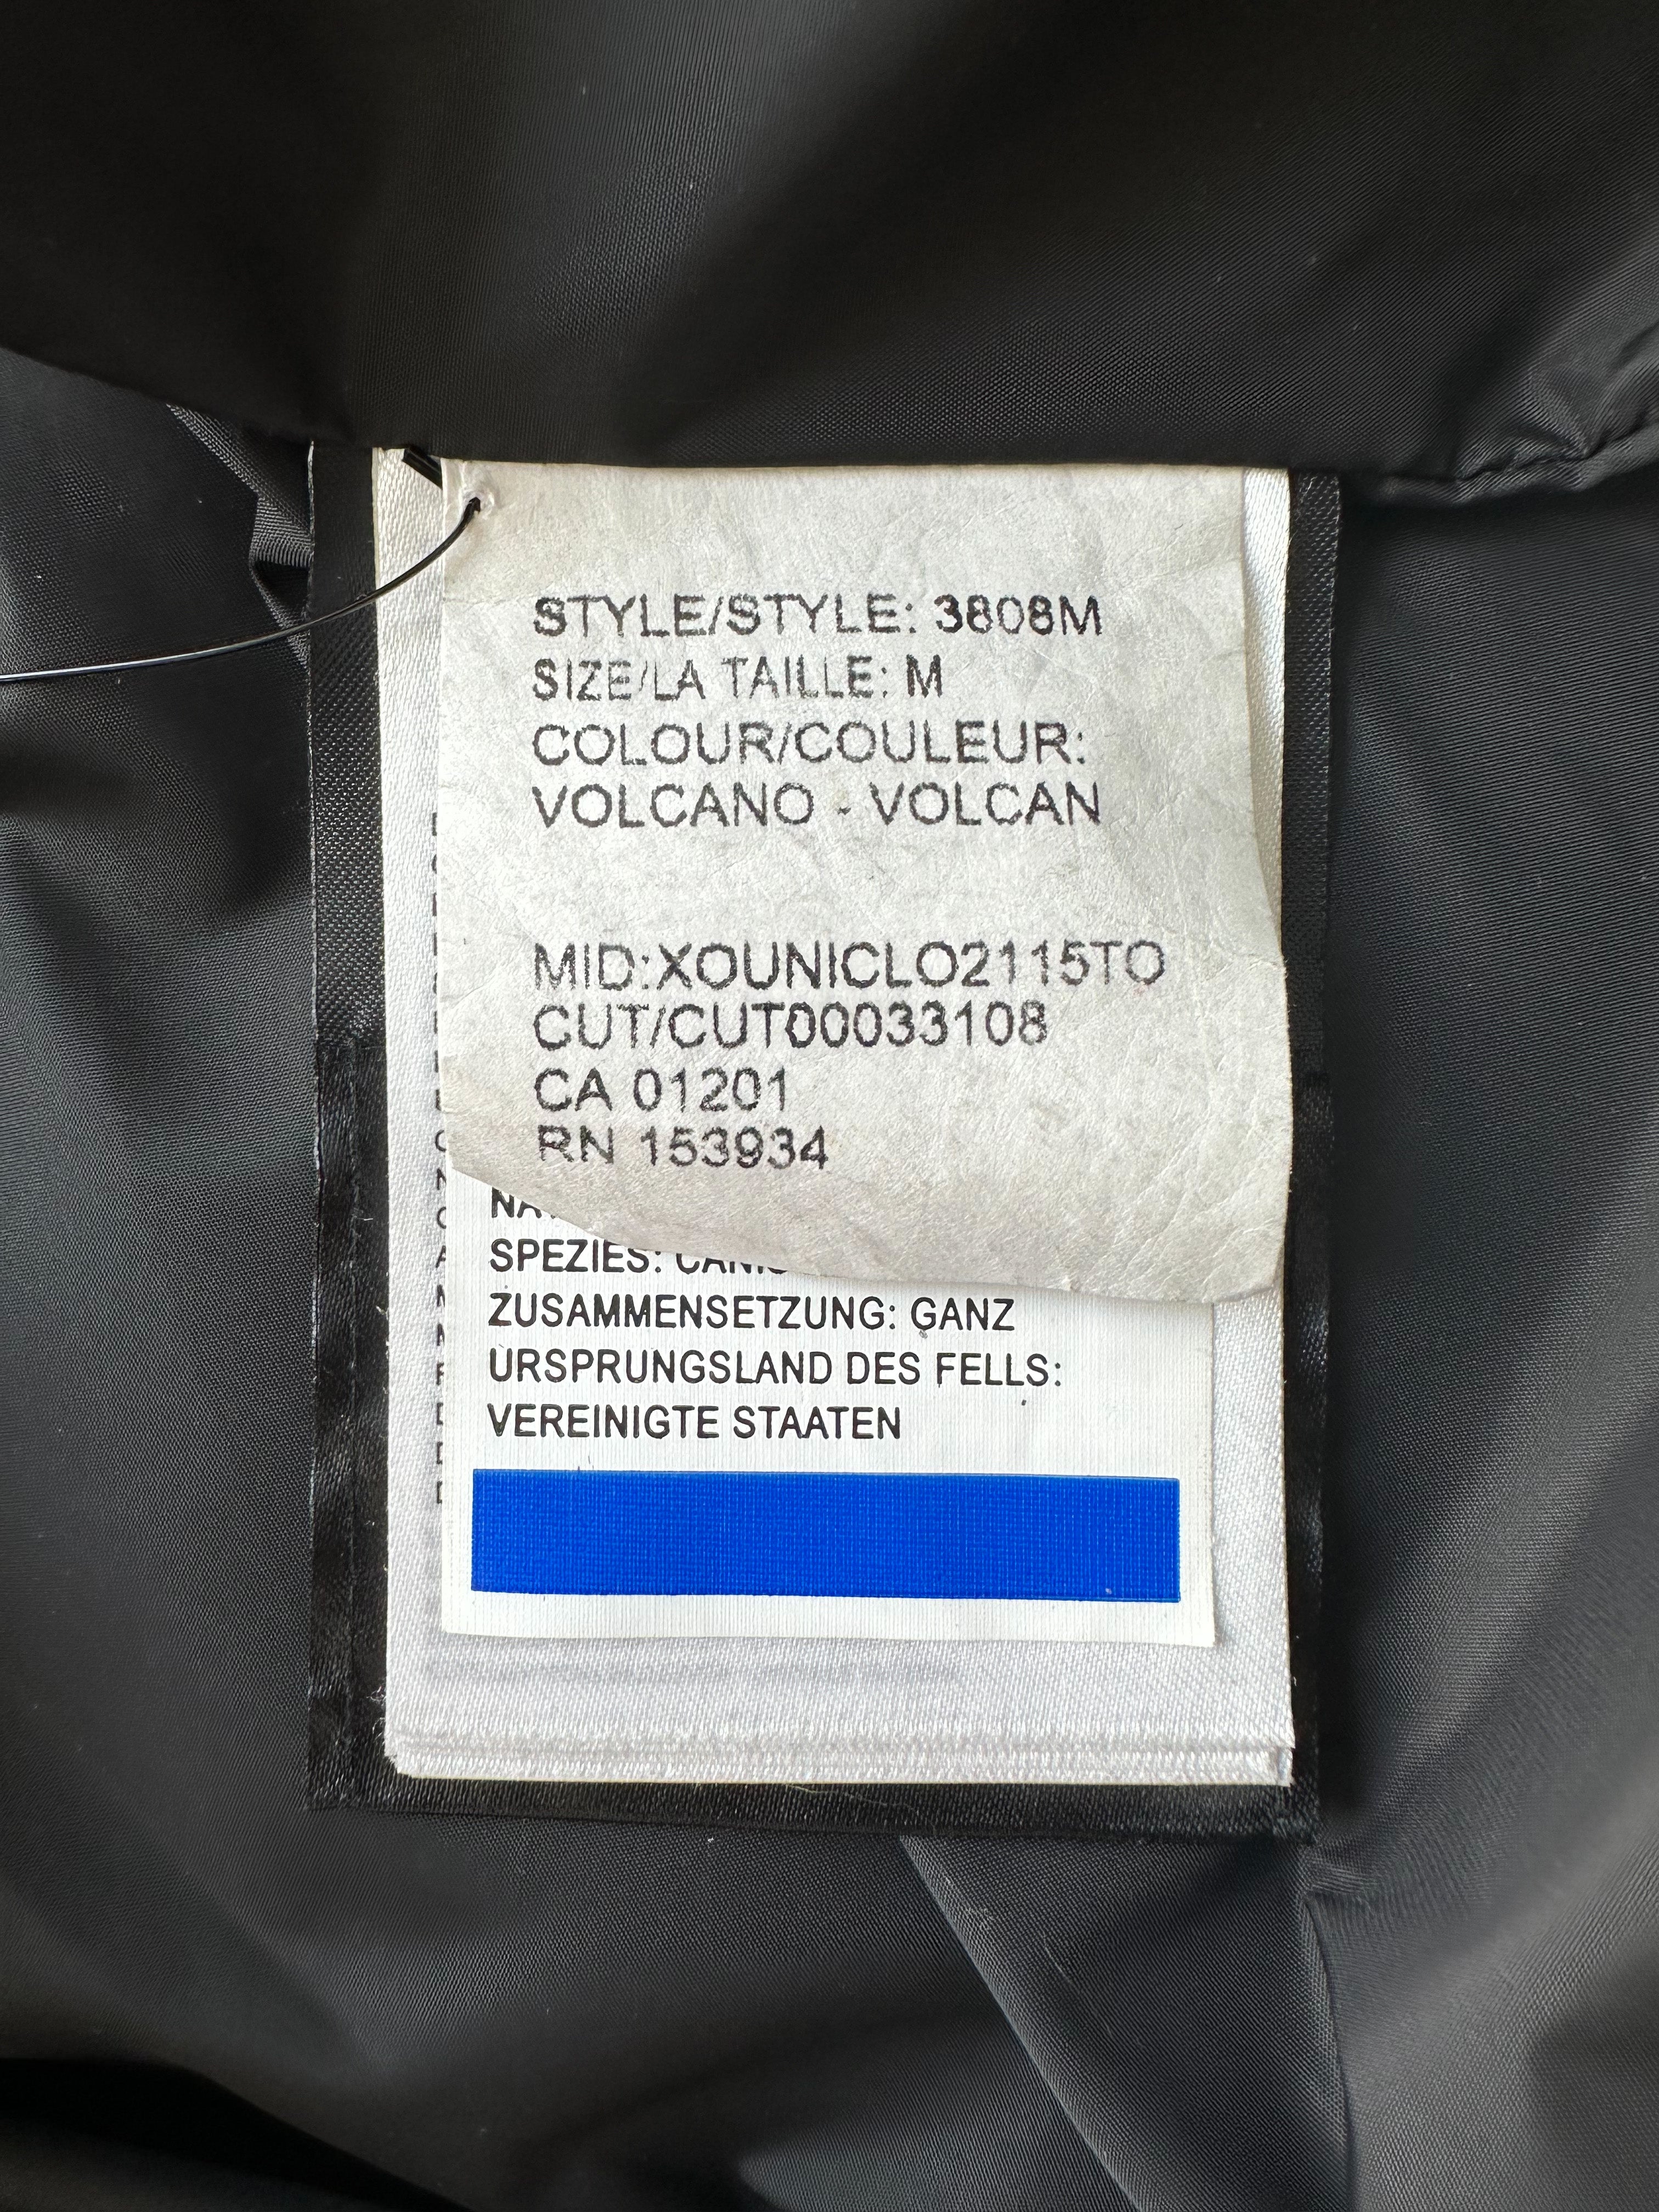 STYLE/STYLE: 3808M
SIZE/LA TAILLE: M
COLOUR/COULEUR:
VOLCANO - VOLCAN
MID:XOUNICLO2115TO
CUT/CUT00033108
CA 01201
RN 153934
SPEZIES: CANIS
ZUSAMMENSETZUNG: GANZ
URSPRUNGSLAND DES FELLS:
VEREINIGTE STAATEN